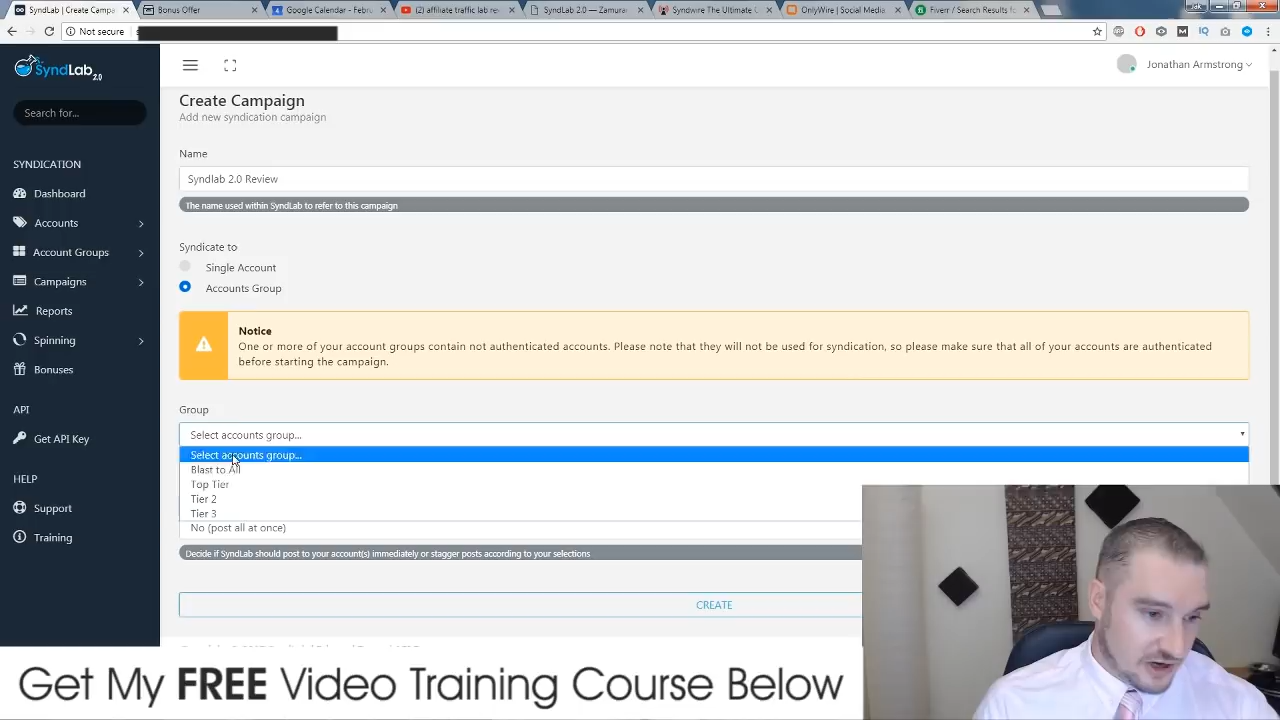 SyndLab | Create Campaign
Bonus Offer
Google Calendar - Febru
(2) affiliate traffic lab re
SyndLab 2.0 — Zamura
Syndwire The Ultimate
OnlyWire | Social Media
Fiverr / Search Results fo
Jak
Not secure
SyndLab 2.0
Jonathan Armstrong
Search for...
Create Campaign
Add new syndication campaign
Name
Syndlab 2.0 Review
The name used within SyndLab to refer to this campaign
SYNDICATION
Dashboard
Accounts
Account Groups
Campaigns
Reports
Spinning
Bonuses
API
Get API Key
HELP
Support
Training
Syndicate to
Single Account
Accounts Group
Notice
One or more of your account groups contain not authenticated accounts. Please note that they will not be used for syndication, so please make sure that all of your accounts are authenticated
before starting the campaign.
Group
Select accounts group...
Select accounts group...
Blast to All
Top Tier
Tier 2
Tier 3
No (post all at once)
Decide if SyndLab should post to your account(s) immediately or stagger posts according to your selections
CREATE
Get My FREE Video Training Course Below